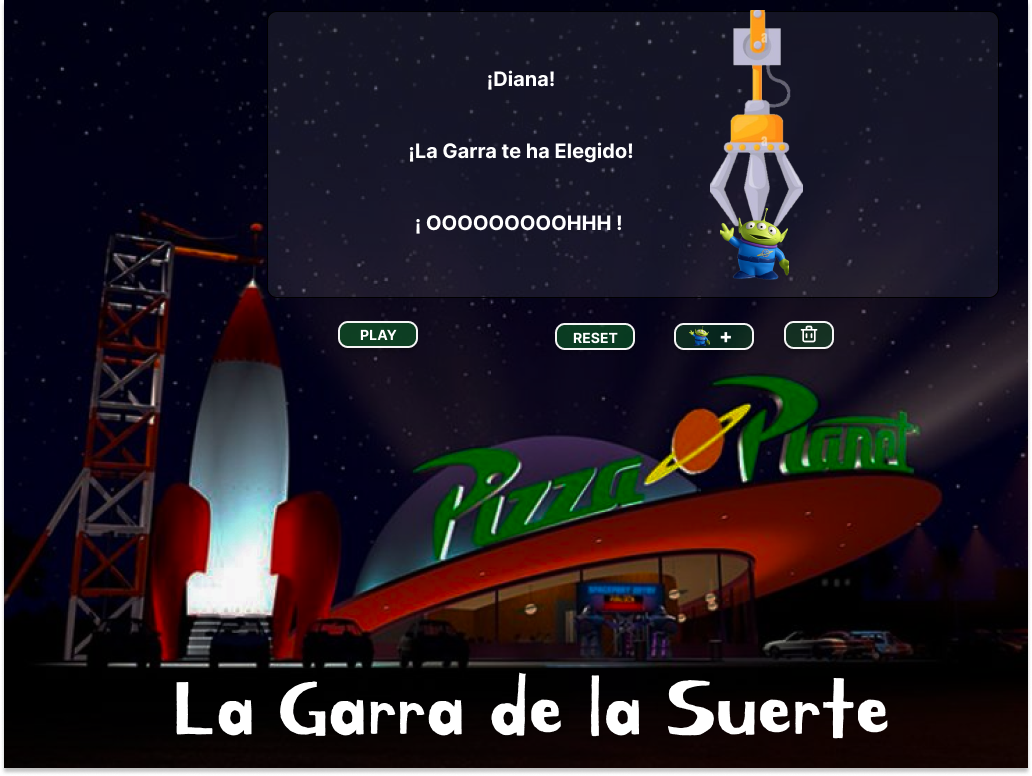 ¡Diana!
¡La Garra te ha Elegido!
¡ OOOOOOOOOHHH !
PLAY
RESET
+
Pizza Planet
La Garra de la Suerte